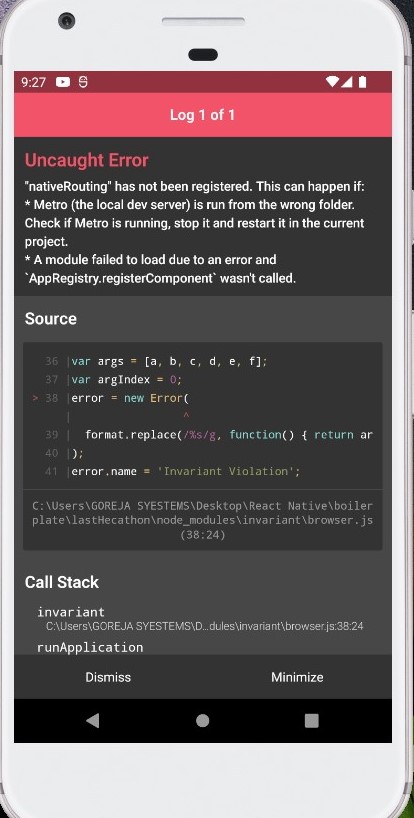 9:27
Log 1 of 1
Uncaught Error
"nativeRouting" has not been registered. This can happen if:
* Metro (the local dev server) is run from the wrong folder.
Check if Metro is running, stop it and restart it in the current
project.
* A module failed to load due to an error and
`AppRegistry.registerComponent` wasn't called.
Source
36 |var args = [a, b, c, d, e, f];
37 |var argIndex = 0;
> 38 |error = new Error(
| ^
39 | format.replace(/%s/g, function() { return ar
40 |);
41 |error.name = 'Invariant Violation';
C:\Users\GOREJA SYESTEMS\Desktop\React Native\boiler
plate\lastHecathon\node_modules\invariant\browser.js
(38:24)
Call Stack
invariant
C:\Users\GOREJA SYESTEMS\D…dules\invariant\browser.js:38:24
runApplication
Dismiss
Minimize